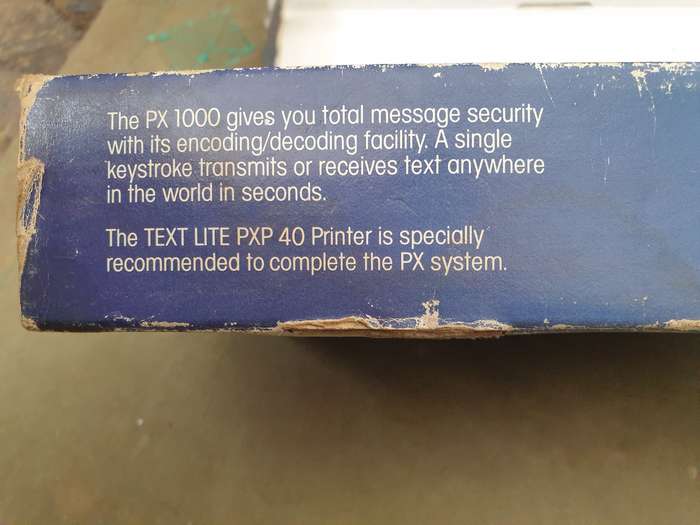 The PX 1000 gives you total message security
with its encoding/decoding facility. A single
keystroke transmits or receives text anywhere
in the world in seconds.
The TEXT LITE PXP 40 Printer is specially
recommended to complete the PX system.